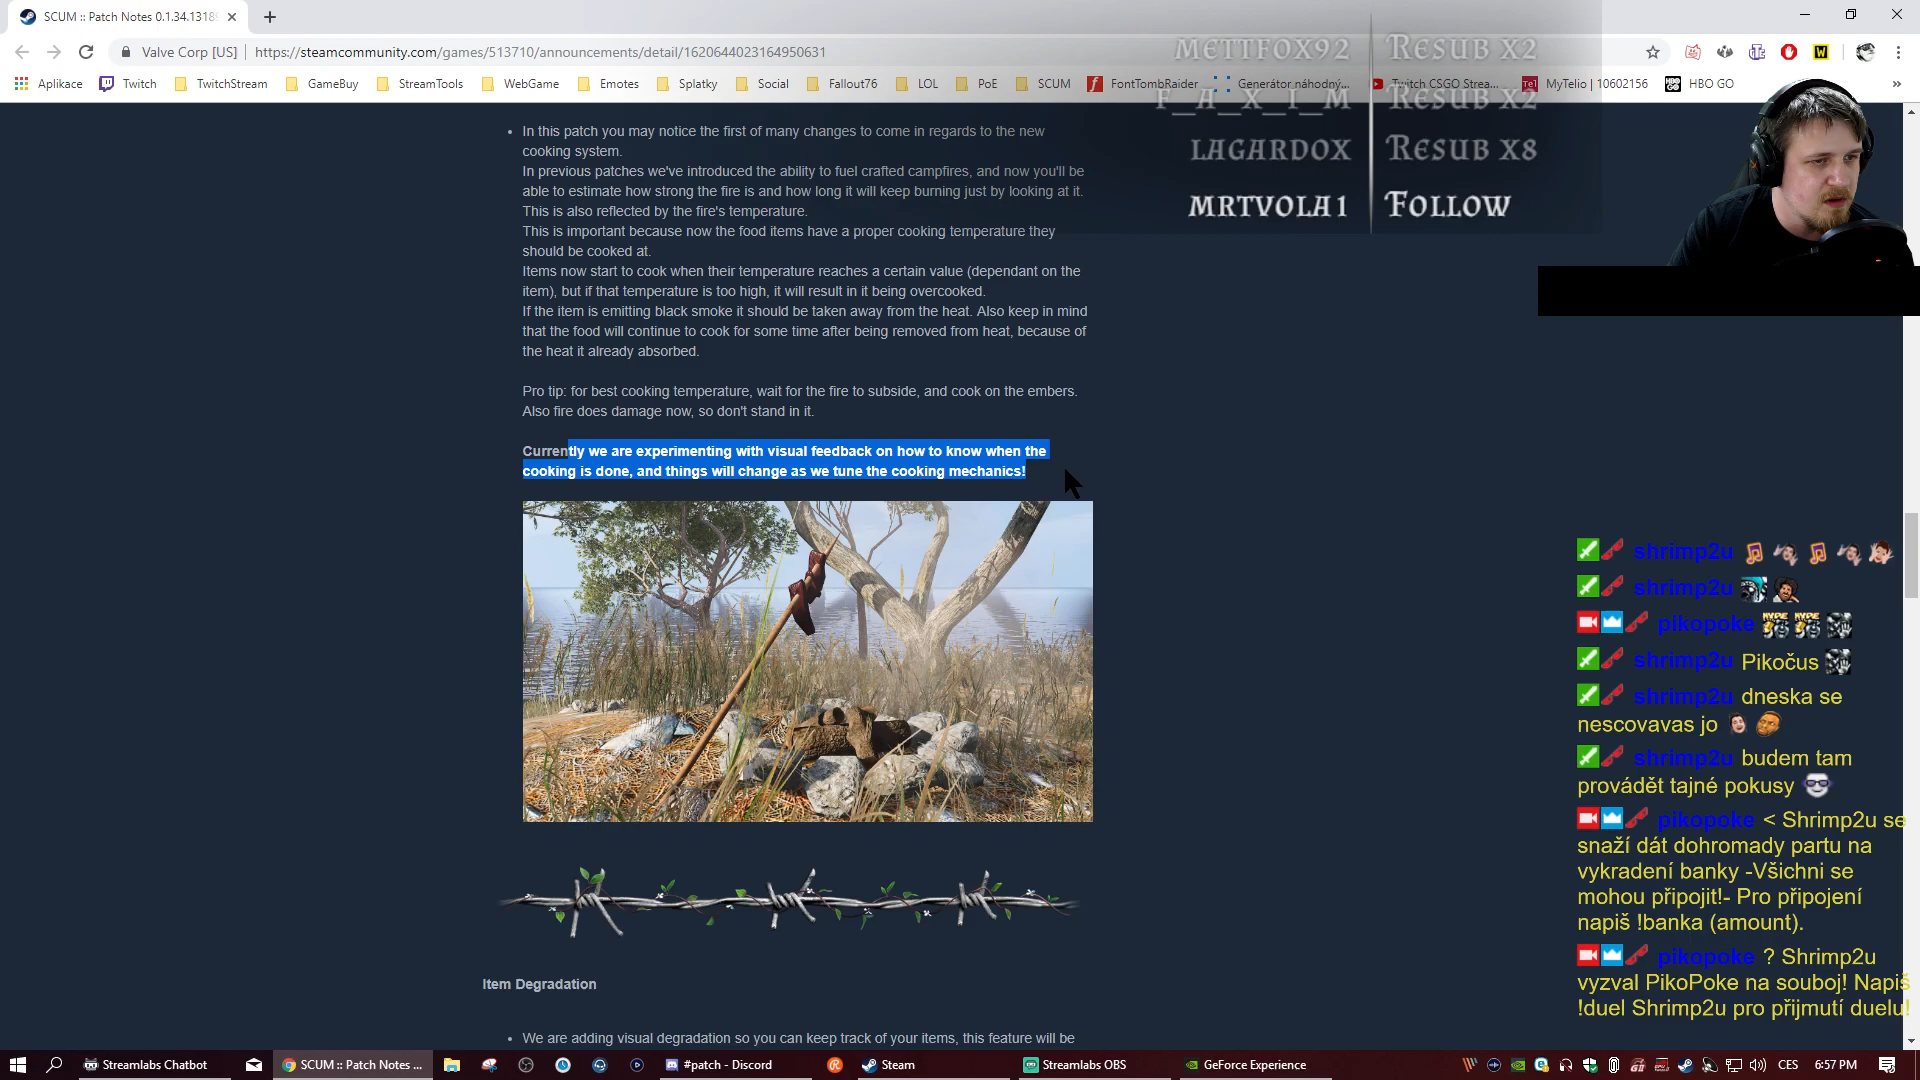 SCUM :: Patch Notes 0.1.34.1318
Valve Corp [US] https://steamcommunity.com/games/513710/announcements/detail/1620644023164950631
Aplikace Twitch TwitchStream GameBuy StreamTools WebGame Emotes Splatky Social Fallout76 LOL PoE SCUM FontTombRaider Generátor náhodný... Twitch CSGO Strea... MyTelio | 10602156 HBO GO »
METTFOX92 RESUB X2
F_A_X_I_M RESUB X2
LAGARDOX RESUB X8
MRTVOLA1 FOLLOW
• In this patch you may notice the first of many changes to come in regards to the new
cooking system.
In previous patches we've introduced the ability to fuel crafted campfires, and now you'll be
able to estimate how strong the fire is and how long it will keep burning just by looking at it.
This is also reflected by the fire's temperature.
This is important because now the food items have a proper cooking temperature they
should be cooked at.
Items now start to cook when their temperature reaches a certain value (dependant on the
item), but if that temperature is too high, it will result in it being overcooked.
If the item is emitting black smoke it should be taken away from the heat. Also keep in mind
that the food will continue to cook for some time after being removed from heat, because of
the heat it already absorbed.
Pro tip: for best cooking temperature, wait for the fire to subside, and cook on the embers.
Also fire does damage now, so don't stand in it.
Currently we are experimenting with visual feedback on how to know when the
cooking is done, and things will change as we tune the cooking mechanics!
Item Degradation
• We are adding visual degradation so you can keep track of your items, this feature will be
shrimp2u
shrimp2u
pikopoke
shrimp2u Pikočus
shrimp2u dneska se
nescovavas jo
shrimp2u budem tam
provádět tajné pokusy
pikopoke < Shrimp2u se
snaží dát dohromady partu na
vykradení banky -Všichni se
mohou připojit!- Pro připojení
napiš !banka (amount).
pikopoke ? Shrimp2u
vyzval PikoPoke na souboj! Napiš
!duel Shrimp2u pro přijmutí duelu!
Streamlabs Chatbot SCUM :: Patch Notes ... #patch - Discord Steam Streamlabs OBS GeForce Experience CES 6:57 PM